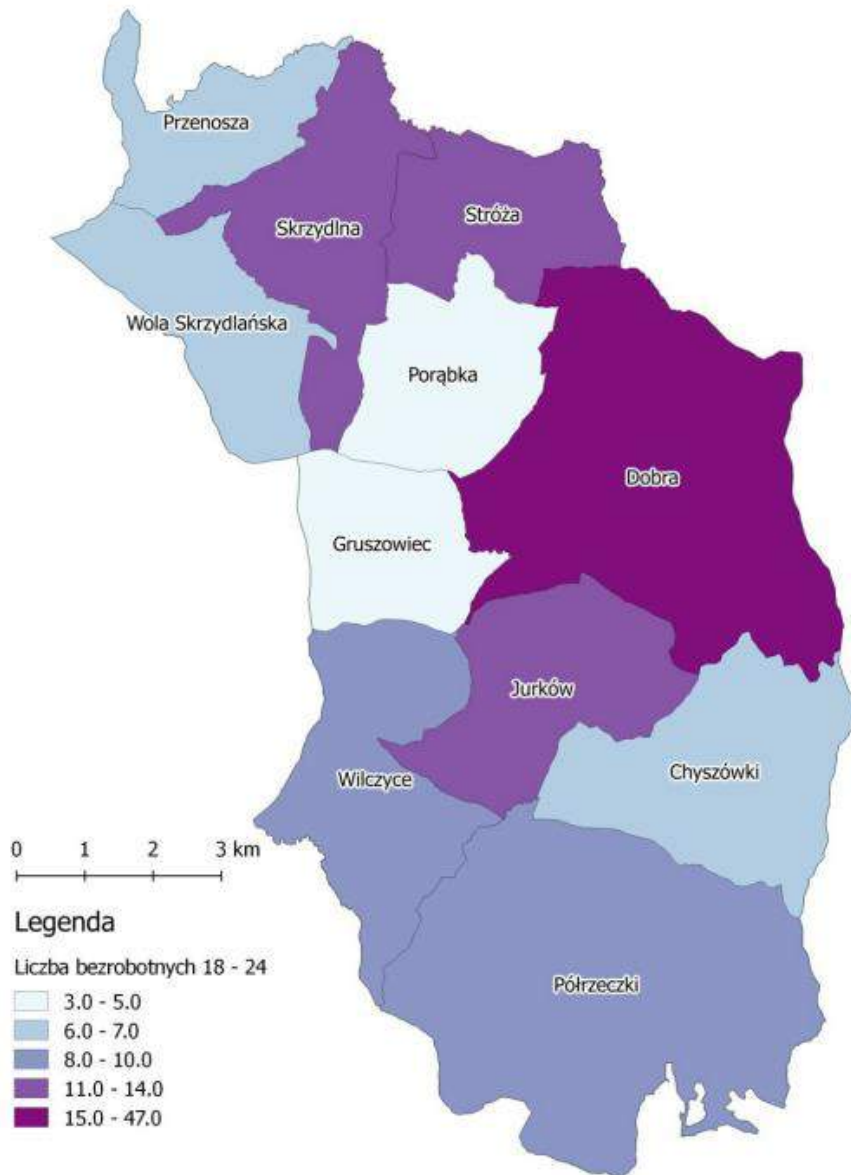 Przenosza
Stróża
Skrzydlna
Wola Skrzydlańska
Porąbka
Dobra
Gruszowiec
Jurków
Chyszówki
Wilczyce
0 1 2 3 km
Legenda
Liczba bezrobotnych 18 - 24
Półrzeczki
3.0 - 5.0
6.0 - 7.0
8.0 - 10.0
11.0 - 14.0
15.0 - 47.0